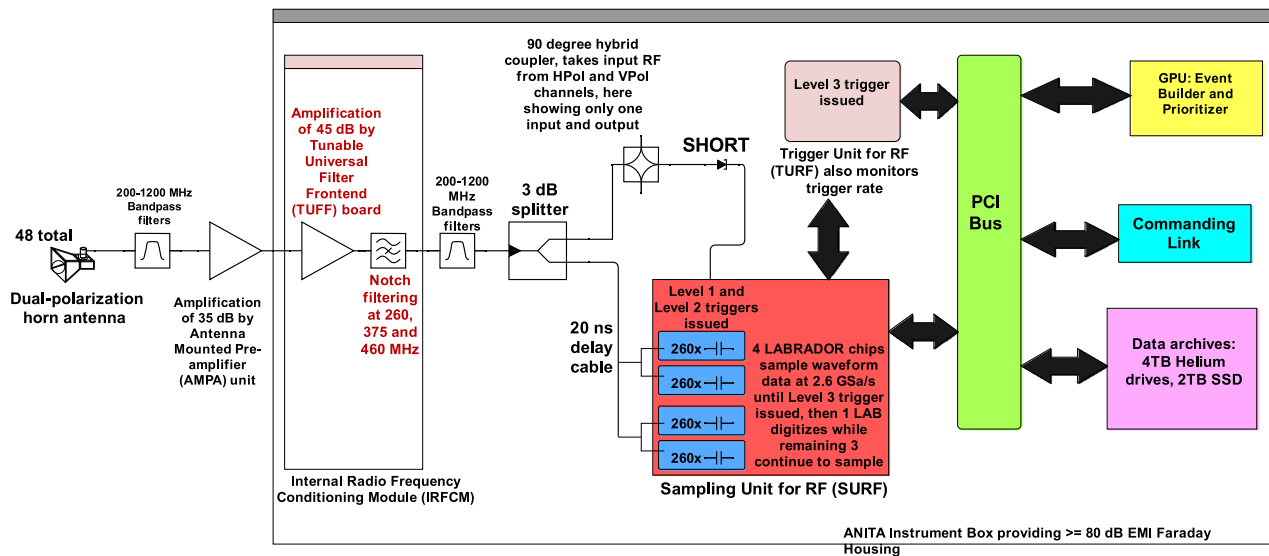 90 degree hybrid
coupler, takes input RF
from HPol and VPol
channels, here
showing only one
input and output
Level 3 trigger
issued
GPU: Event
Builder and
Prioritizer
Amplification
of 45 dB by
Tunable
Universal
Filter
Frontend
(TUFF) board
SHORT
Trigger Unit for RF
(TURF) also monitors
trigger rate
200-1200 MHz
Bandpass
filters
200-1200
MHz
Bandpass
filters
3 dB
splitter
PCI
Bus
Commanding
Link
48 total
Dual-polarization
horn antenna
Amplification
of 35 dB by
Antenna
Mounted Pre-
amplifier
(AMPA) unit
Notch
filtering
at 260,
375 and
460 MHz
20 ns
delay
cable
Level 1 and
Level 2 triggers
issued
260x
260x
260x
260x
4 LABRADOR chips
sample waveform
data at 2.6 GSa/s
until Level 3 trigger
issued, then 1 LAB
digitizes while
remaining 3
continue to sample
Data archives:
4TB Helium
drives, 2TB SSD
Internal Radio Frequency
Conditioning Module (IRFCM)
Sampling Unit for RF (SURF)
ANITA Instrument Box providing >= 80 dB EMI Faraday
Housing